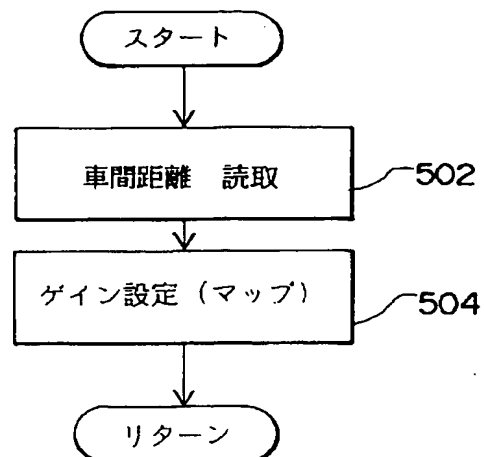 スタート
車間距離 読取
502
ゲイン設定(マップ)
504
リターン